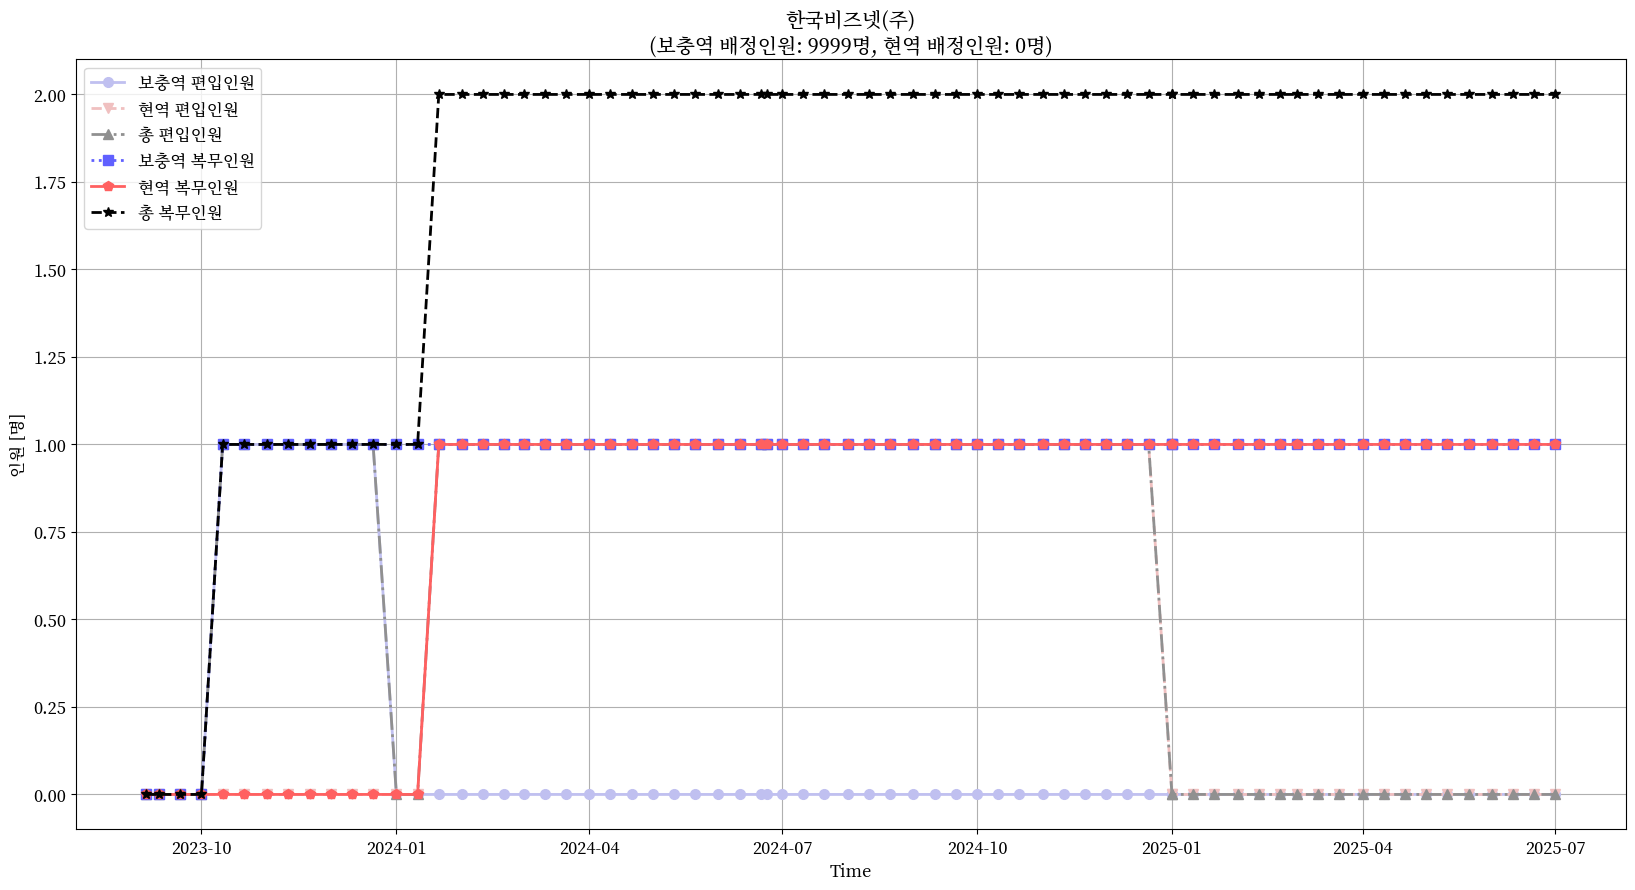 한국비즈넷(주)
(보충역 배정인원: 9999명, 현역 배정인원: 0명)
보충역 편입인원
현역 편입인원
총 편입인원
보충역 복무인원
현역 복무인원
총 복무인원
인원 [명]
2.00
1.75
1.50
1.25
1.00
0.75
0.50
0.25
0.00
2023-10
2024-01
2024-04
2024-07
2024-10
2025-01
2025-04
2025-07
Time